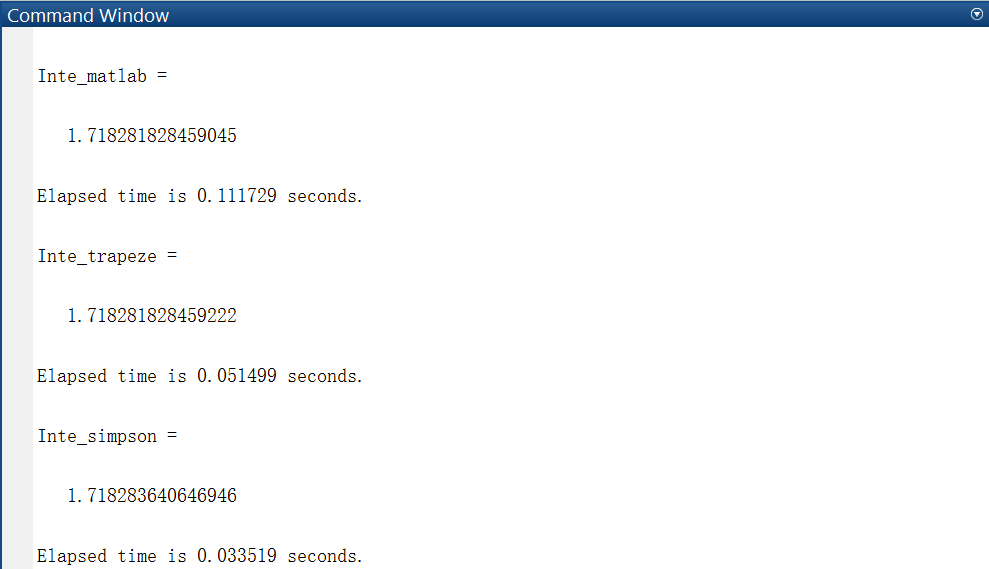 Command Window
Inte_matlab =
1.718281828459045
Elapsed time is 0.111729 seconds.
Inte_trapeze =
1.718281828459222
Elapsed time is 0.051499 seconds.
Inte_simpson =
1.718283640646946
Elapsed time is 0.033519 seconds.